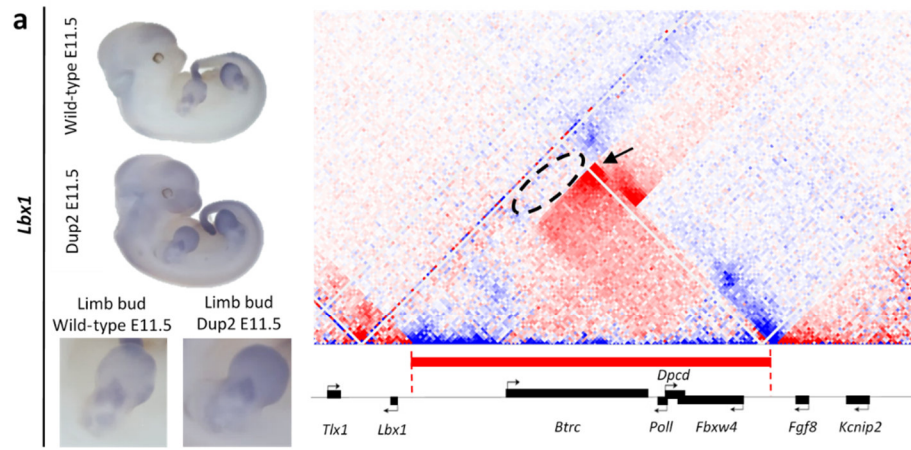 a
Lbx1
Wild-type E11.5
Dup2 E11.5
Limb bud
Wild-type E11.5
Limb bud
Dup2 E11.5
Dpcd
Tlx1
Lbx1
Btrc
Poll
Fbxw4
Fgf8
Kcnip2